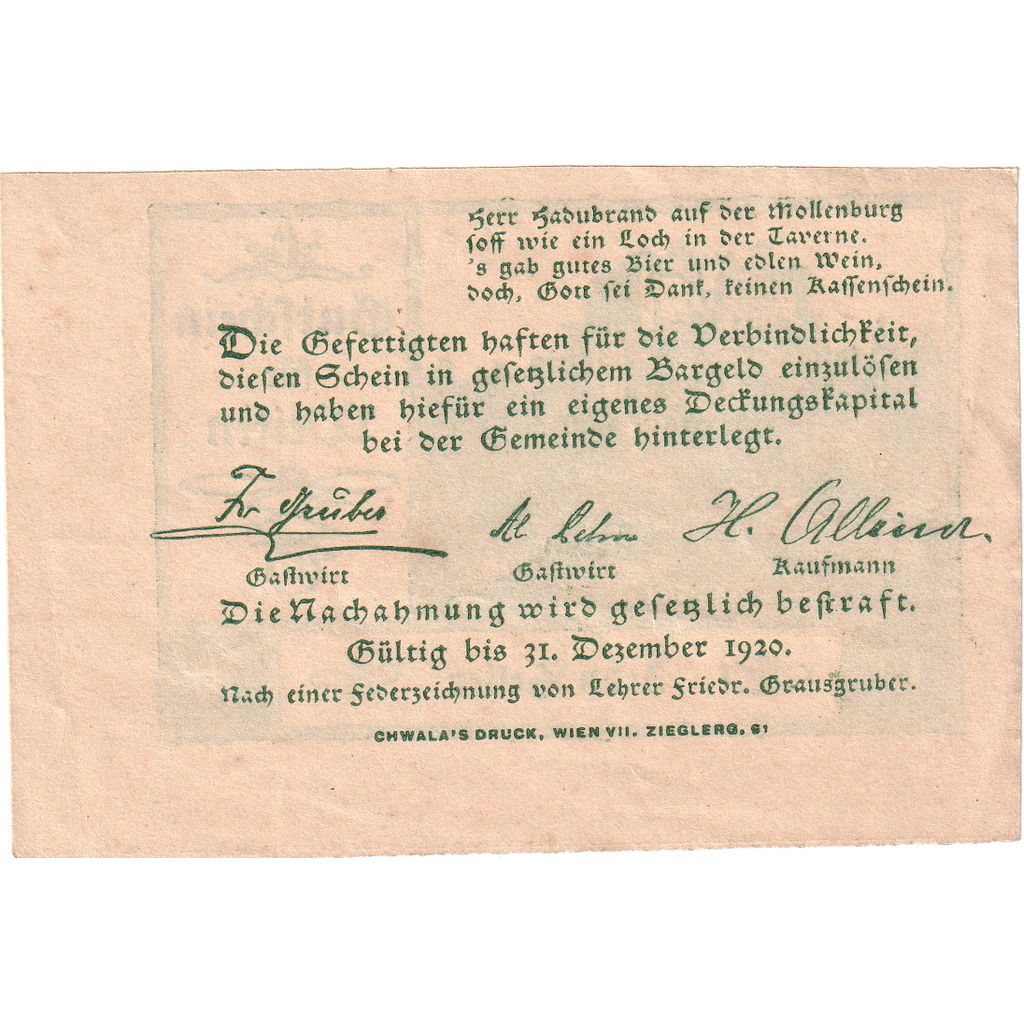 Herr Hadubrand auf der Mollenburg
soff wie ein Loch in der Taverne.
's gab gutes Bier und edlen Wein,
doch, Gott sei Dank, keinen Kassenschein.
Die Gefertigten haften für die Verbindlichkeit,
diesen Schein in gesetzlichem Bargeld einzulösen
und haben hiefür ein eigenes Deckungskapital
bei der Gemeinde hinterlegt.
Fr. Gruber
H.
Gastwirt Gastwirt Kaufmann
Die Nachahmung wird gesetzlich bestraft.
Gültig bis 31. Dezember 1920.
Nach einer Federzeichnung von Lehrer Friedr. Grausgruber.
CHWALA'S DRUCK, WIEN VII. ZIEGLERG. 61